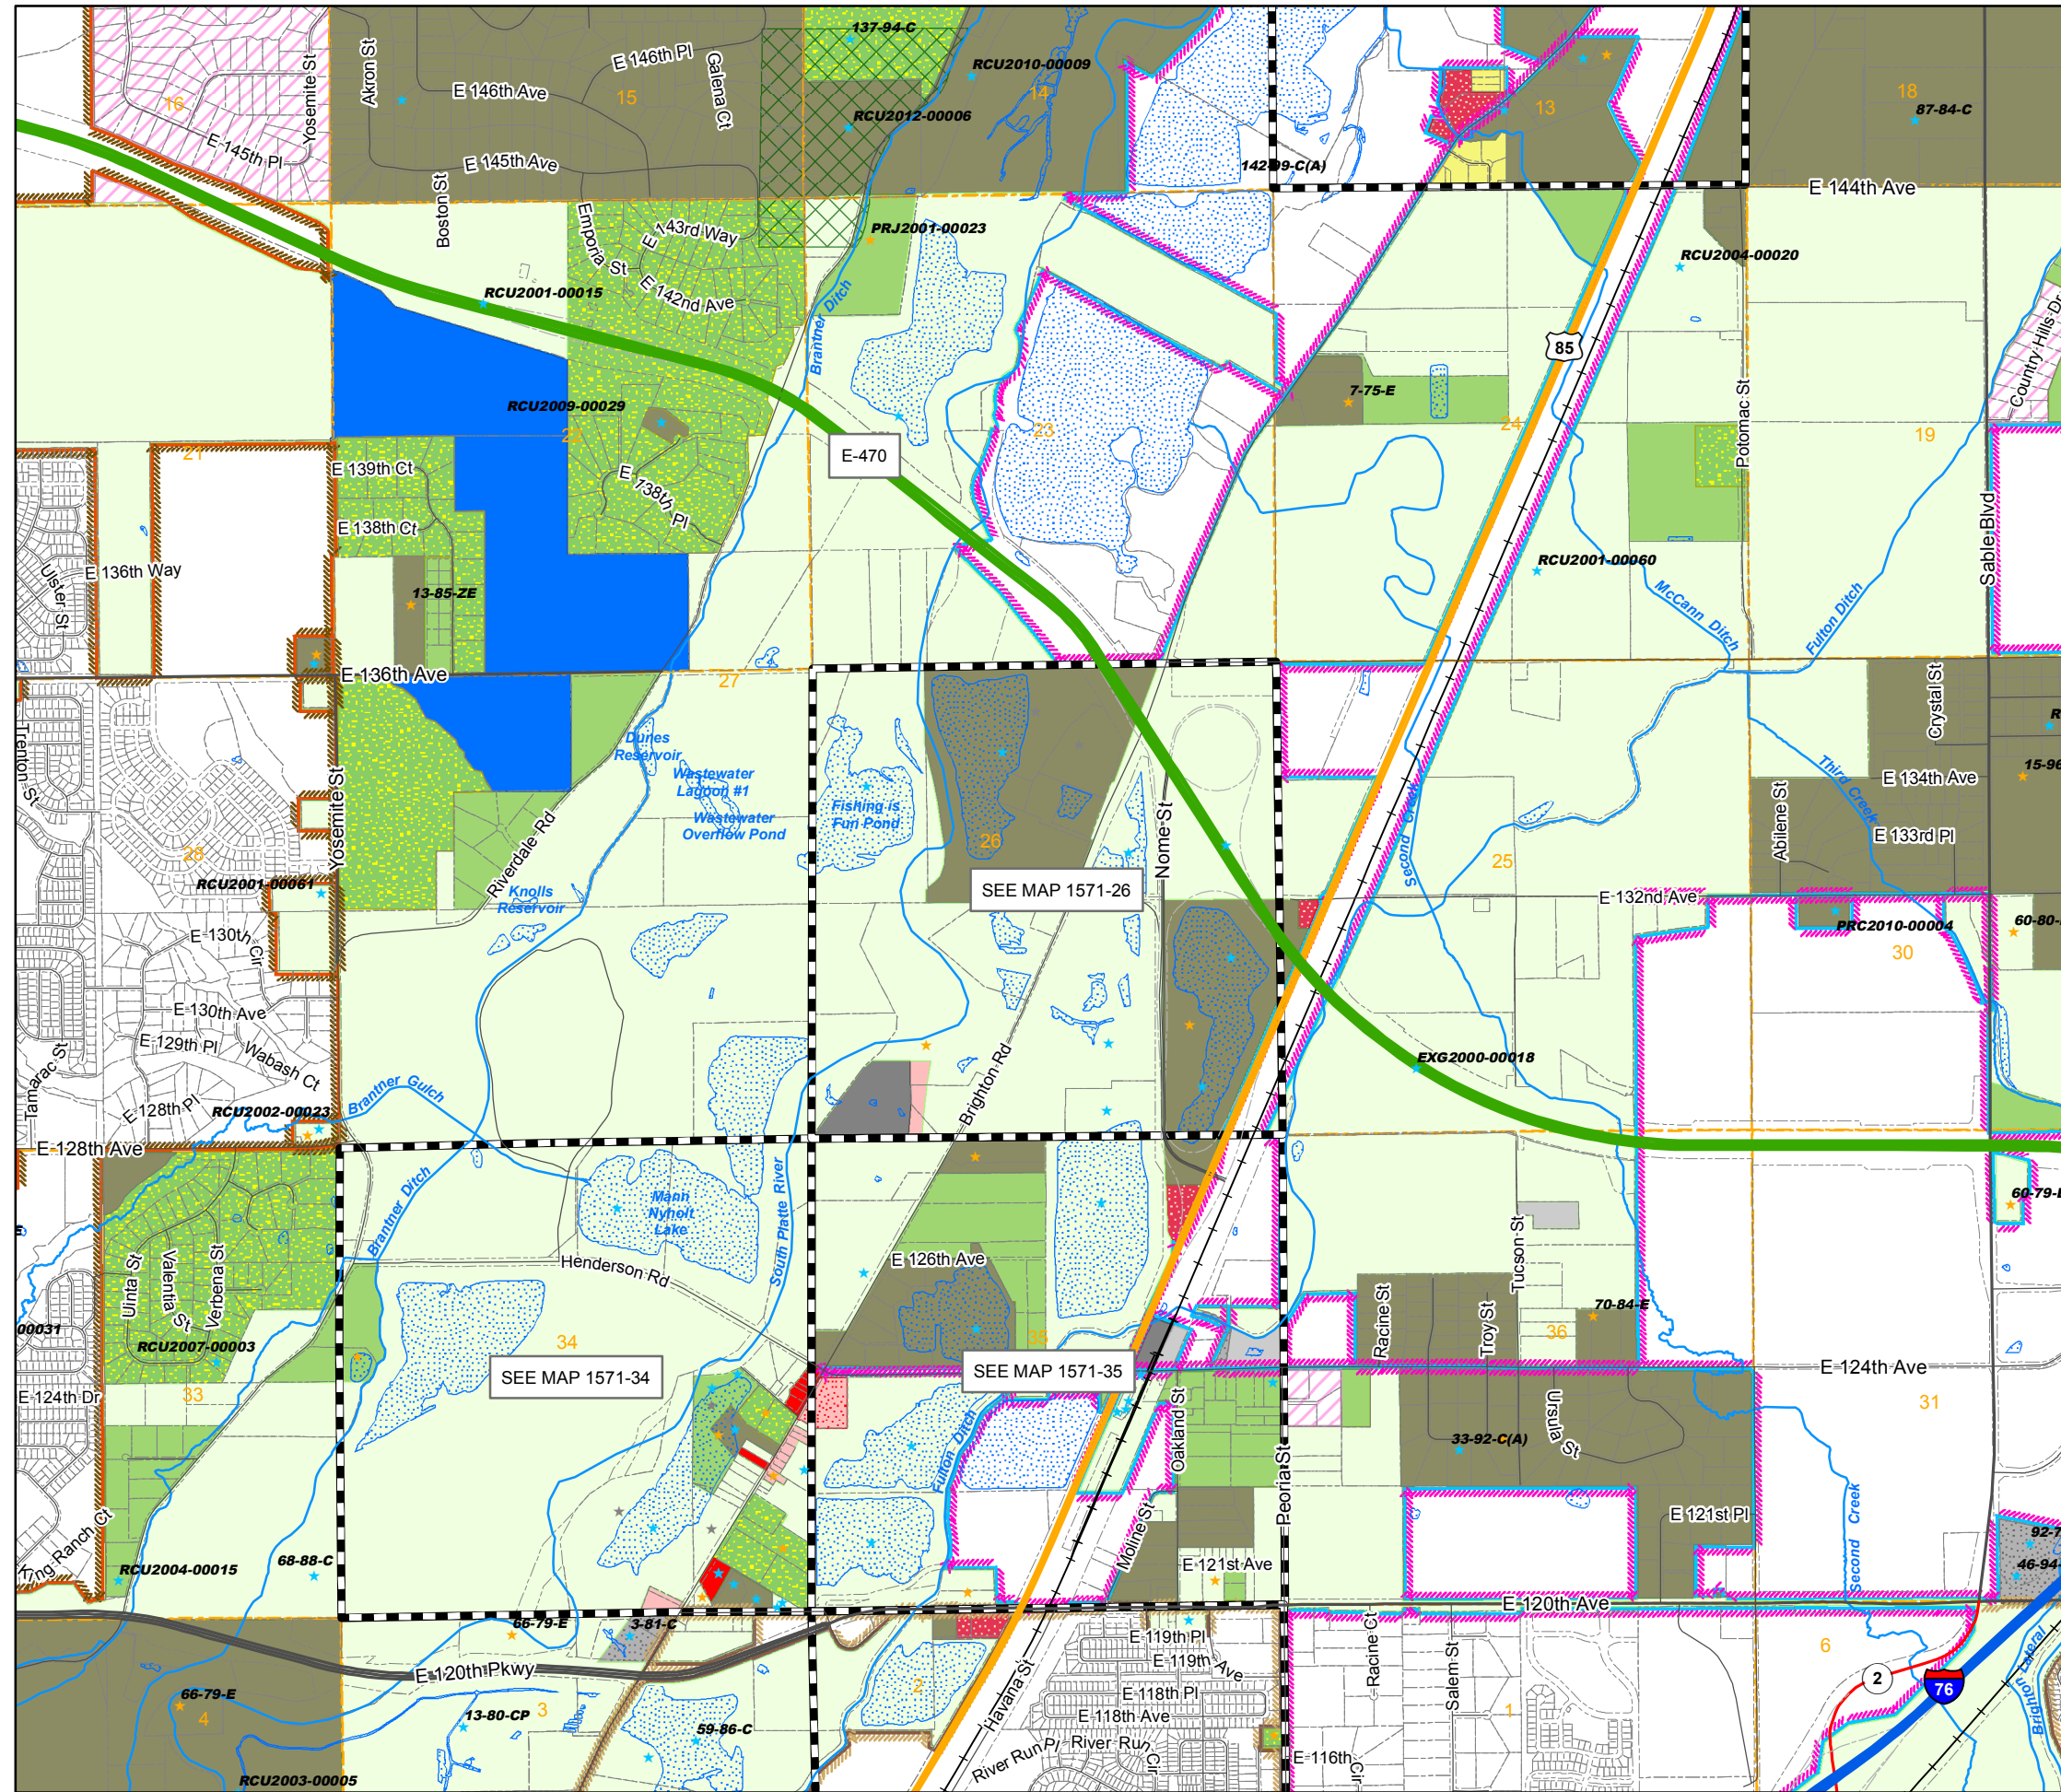 137-94-C
RCU2010-00009
RCU2012-00006
87-84-C
142-99-C(A)
16
15
14
13
18
Yosemite St
Akron St
E 146th Pl
E 146th Ave
Galena Ct
E 145th Pl
E 145th Ave
E 144th Ave
Boston St
Emporia St
E 143rd Way
E 142nd Ave
PRJ2001-00023
RCU2004-00020
RCU2001-00015
Brantner Ditch
Country Hills Dr
85
7-75-E
Potomac St
RCU2009-00029
22
21
23
24
19
E-470
E 139th Ct
E 138th Pl
E 138th Ct
Sable Blvd
E 136th Way
Ulster St
13-85-ZE
RCU2001-00060
McCann Ditch
Fulton Ditch
E 136th Ave
27
Crystal St
Trenton St
Dunes
Reservoir
Wastewater
Lagoon #1
Wastewater
Overflow Pond
Fishing is
Fun Pond
26
Nome St
Second Creek
25
Third Creek
E 134th Ave
15-96
E 133rd Pl
Abilene St
Yosemite St
Riverdale Rd
28
RCU2001-00061
Knolls
Reservoir
SEE MAP 1571-26
E 132nd Ave
PRC2010-00004
60-80-
30
E 130th Cir
E 130th Ave
E 129th Pl
Wabash Ct
Tamarac St
E 128th Pl
RCU2002-00023
Brantner Gulch
Brighton Rd
EXG2000-00018
E 128th Ave
Brantner Ditch
Mann
Nyholt
Lake
South Platte River
60-79-E
Uinta St
Valentia St
Verbena St
Henderson Rd
E 126th Ave
Tucson St
Racine St
Troy St
70-84-E
36
00031
RCU2007-00003
34
35
SEE MAP 1571-34
SEE MAP 1571-35
E 124th Ave
E 124th Dr
33
31
Fulton Ditch
Oakland St
Peoria St
33-92-C(A)
Ursula St
King Ranch Ct
RCU2004-00015
68-88-C
Moline St
E 121st Ave
E 121st Pl
Second Creek
92-7
46-94-
E 120th Ave
66-79-E
3-81-C
E 120th Pkwy
E 119th Pl
E 119th Ave
E 118th Pl
E 118th Ave
Havana St
River Run Pl
River Run Cir
E 116th Cir
Racine Ct
Salem St
6
2
76
Brighton Lateral
66-79-E
4
3
2
1
13-80-CP
59-86-C
RCU2003-00005